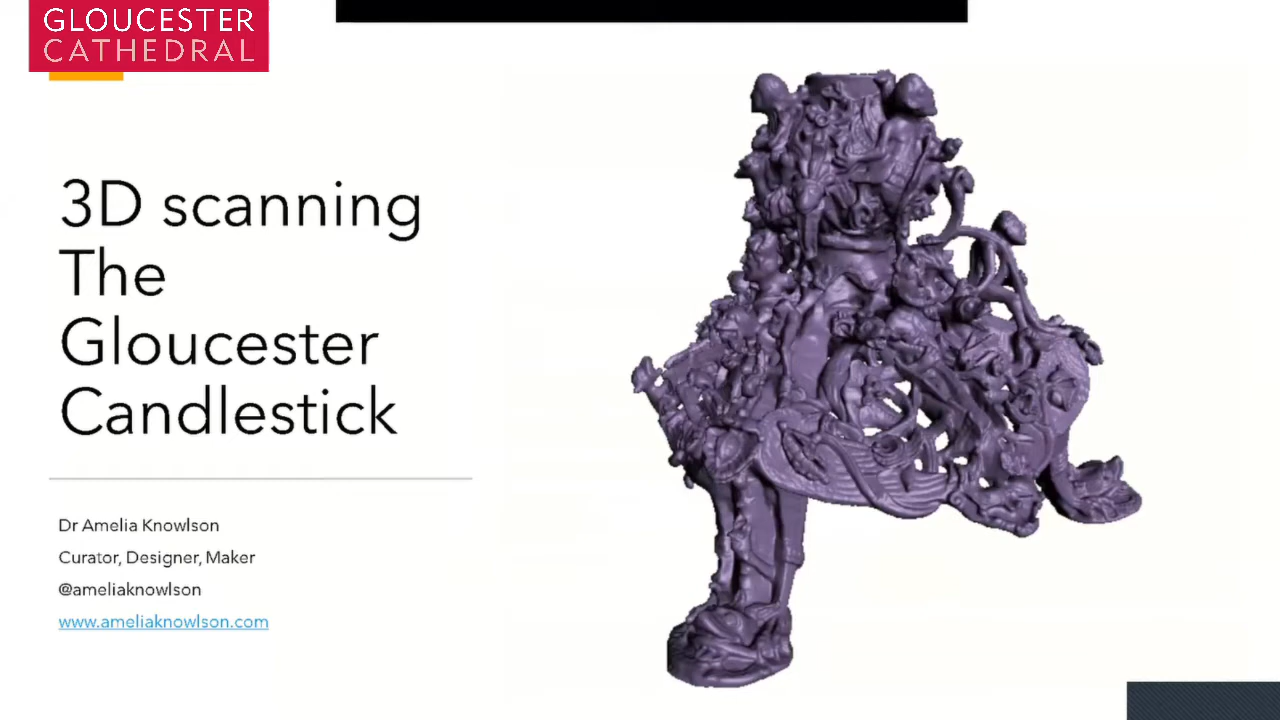 GLOUCESTER
CATHEDRAL
3D scanning
The
Gloucester
Candlestick
Dr Amelia Knowlson
Curator, Designer, Maker
@ameliaknowlson
www.ameliaknowlson.com